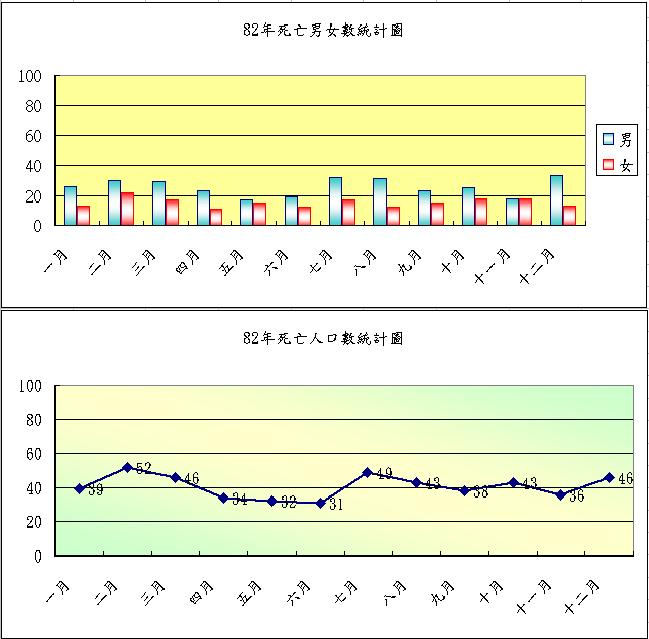 82年死亡男女數統計圖
100
80
60
40
20
0
男
女
一月 二月 三月 四月 五月 六月 七月 八月 九月 十月 十一月 十二月
82年死亡人口數統計圖
100
80
60
40
20
0
39 52 46 34 32 31 49 43 38 43 36 46
一月 二月 三月 四月 五月 六月 七月 八月 九月 十月 十一月 十二月